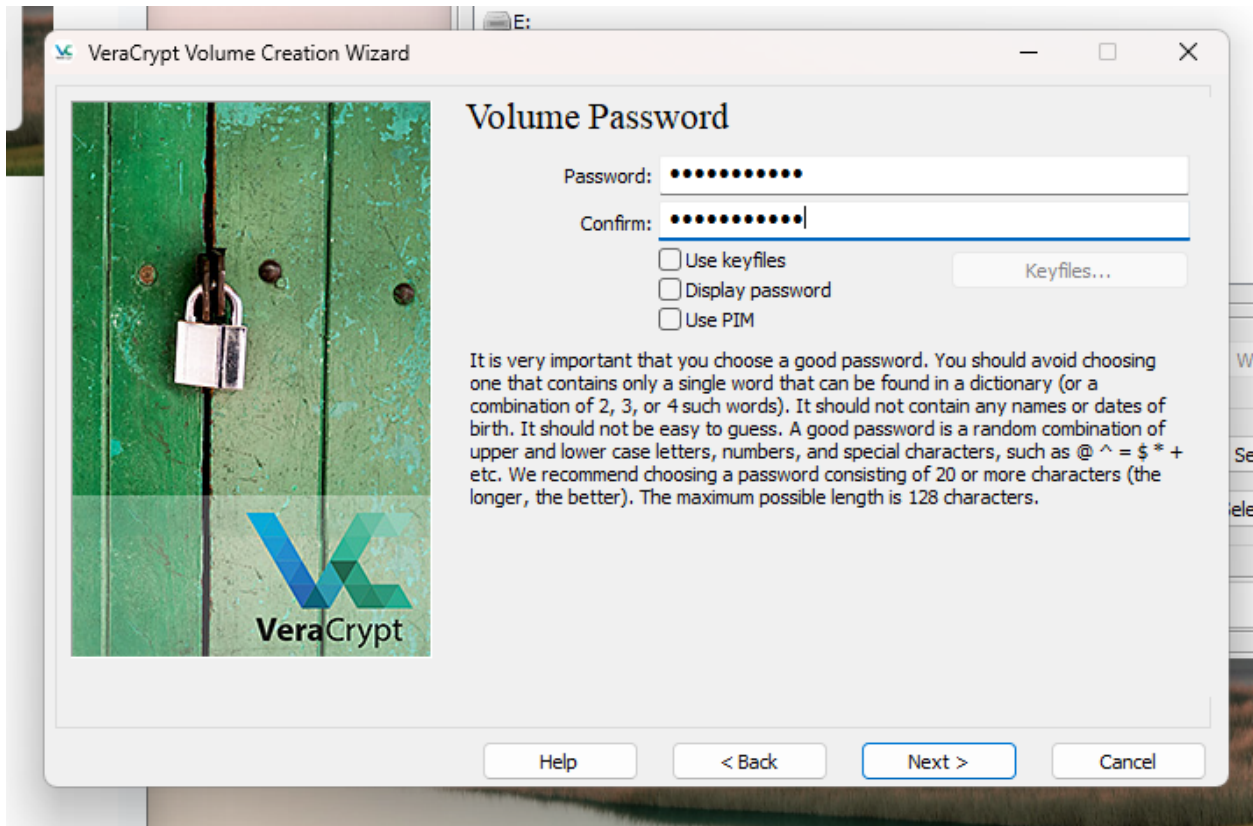 E:
VeraCrypt Volume Creation Wizard
Volume Password
Password: •••••••••••
Confirm: •••••••••••
Use keyfiles
Keyfiles...
Display password
Use PIM
It is very important that you choose a good password. You should avoid choosing
one that contains only a single word that can be found in a dictionary (or a
combination of 2, 3, or 4 such words). It should not contain any names or dates of
birth. It should not be easy to guess. A good password is a random combination of
upper and lower case letters, numbers, and special characters, such as @ ^ = $ * +
etc. We recommend choosing a password consisting of 20 or more characters (the
longer, the better). The maximum possible length is 128 characters.
VeraCrypt
Help
< Back
Next >
Cancel